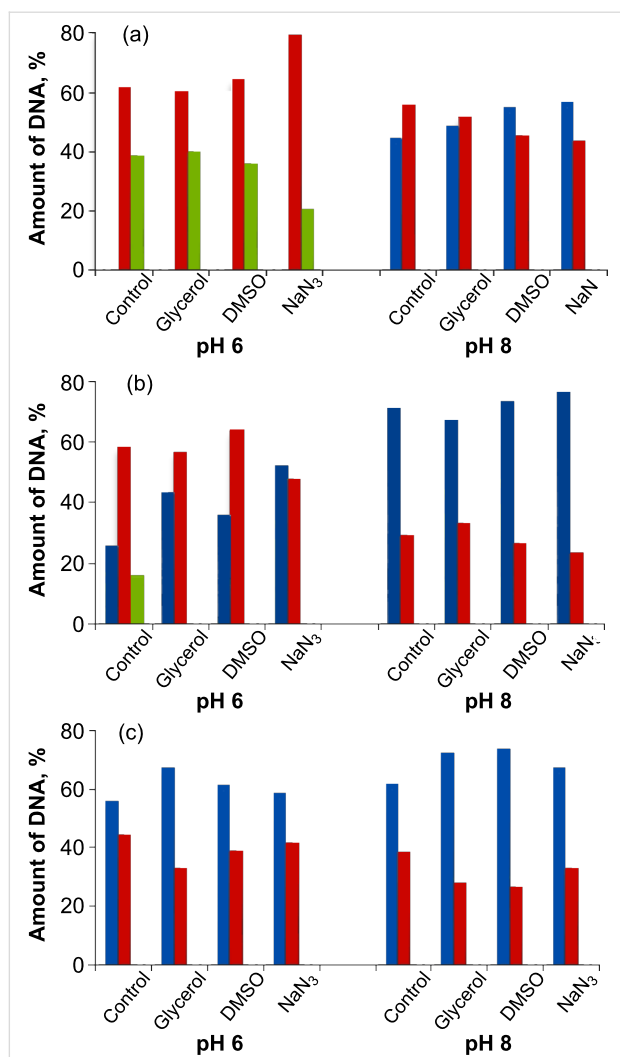 (a)
Amount of DNA, %
80
60
40
20
0
Control Glycerol DMSO NaN3 Control Glycerol DMSO NaN
pH 6 pH 8
(b)
Amount of DNA, %
80
60
40
20
0
Control Glycerol DMSO NaN3 Control Glycerol DMSO NaN
pH 6 pH 8
(c)
Amount of DNA, %
80
60
40
20
0
Control Glycerol DMSO NaN3 Control Glycerol DMSO NaN3
pH 6 pH 8